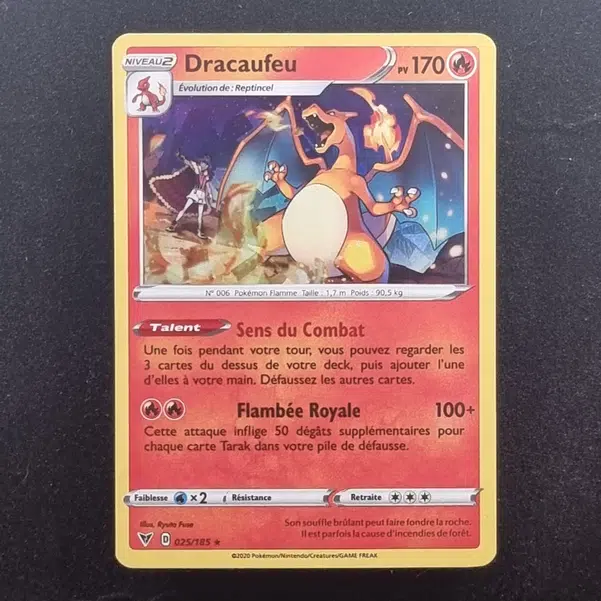 NIVEAU2 Dracaufeu PV 170
Évolution de : Reptincel
N° 006 Pokémon Flamme Taille : 1,7 m Poids : 90,5 kg
Talent Sens du Combat
Une fois pendant votre tour, vous pouvez regarder les
3 cartes du dessus de votre deck, puis ajouter l'une
d'elles à votre main. Défaussez les autres cartes.
Flambée Royale 100+
Cette attaque inflige 50 dégâts supplémentaires pour
chaque carte Tarak dans votre pile de défausse.
Faiblesse ×2 Résistance Retraite
Illus. Ryuta Fuse
Son souffle brûlant peut faire fondre la roche.
Il est parfois la cause d'incendies de forêt.
D 025/185 ★
©2020 Pokémon/Nintendo/Creatures/GAME FREAK